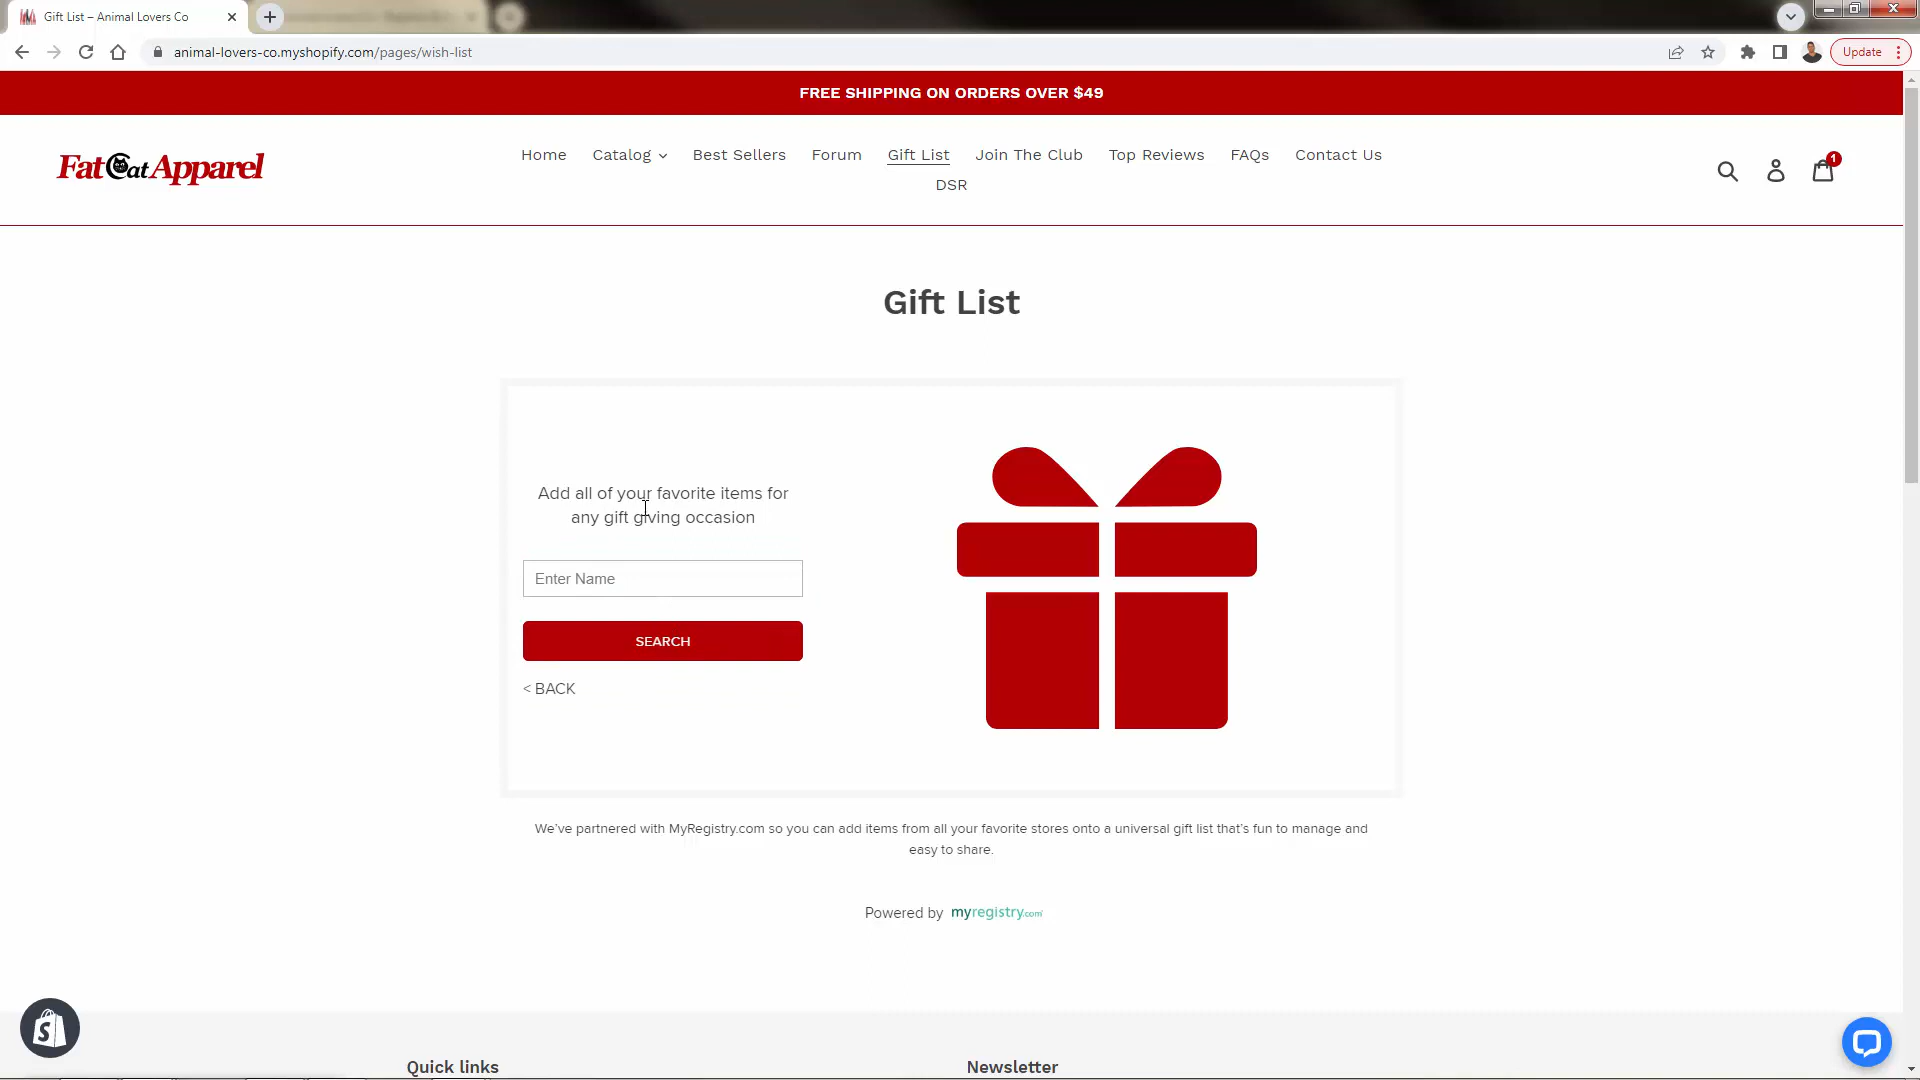 Gift List – Animal Lovers Co
animal-lovers-co.myshopify.com/pages/wish-list
Update
FREE SHIPPING ON ORDERS OVER $49
Fat Cat Apparel
Home Catalog Best Sellers Forum Gift List Join The Club Top Reviews FAQs Contact Us
DSR
1
Gift List
Add all of your favorite items for
any gift giving occasion
Enter Name
SEARCH
< BACK
We've partnered with MyRegistry.com so you can add items from all your favorite stores onto a universal gift list that's fun to manage and
easy to share.
Powered by myregistry.com
Quick links Newsletter